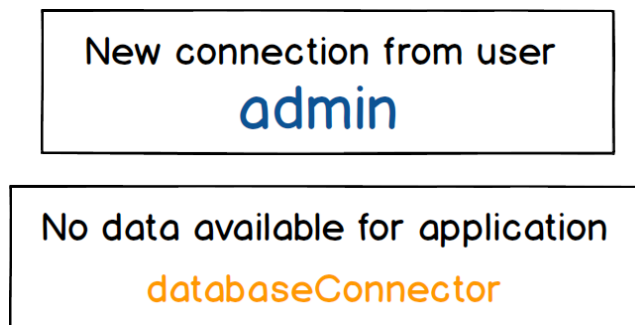 New connection from user
admin
No data available for application
databaseConnector